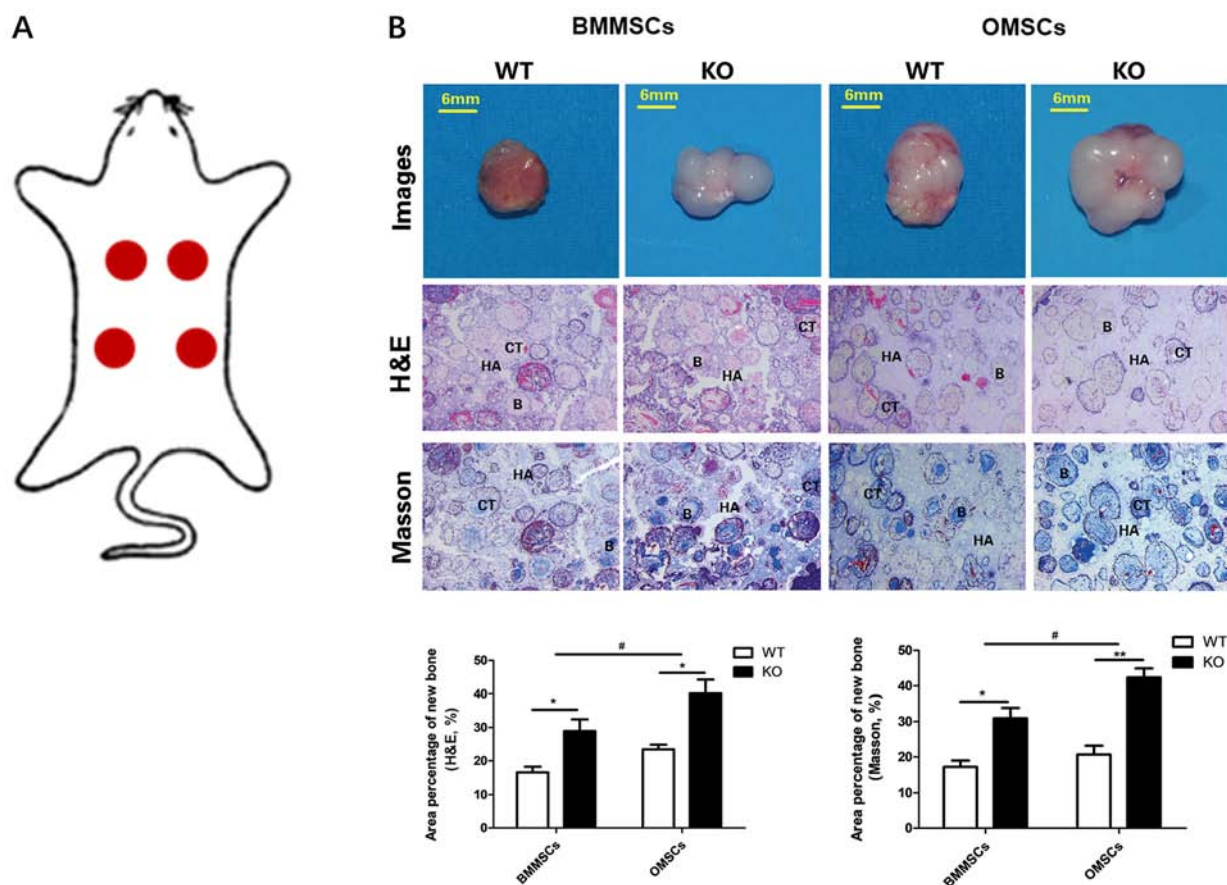 A
B
BMMSCs
OMSCs
WT
KO
WT
KO
Images
6mm
6mm
6mm
6mm
H&E
CT
HA
B
CT
B
HA
HA
B
CT
B
HA
CT
Masson
HA
CT
B
CT
HA
B
CT
B
HA
B
CT
HA
Area percentage of new bone
(H&E, %)
50
40
30
20
10
0
#
*
*
WT
KO
BMMSCs
OMSCs
Area percentage of new bone
(Masson, %)
50
40
30
20
10
0
#
*
**
WT
KO
BMMSCs
OMSCs